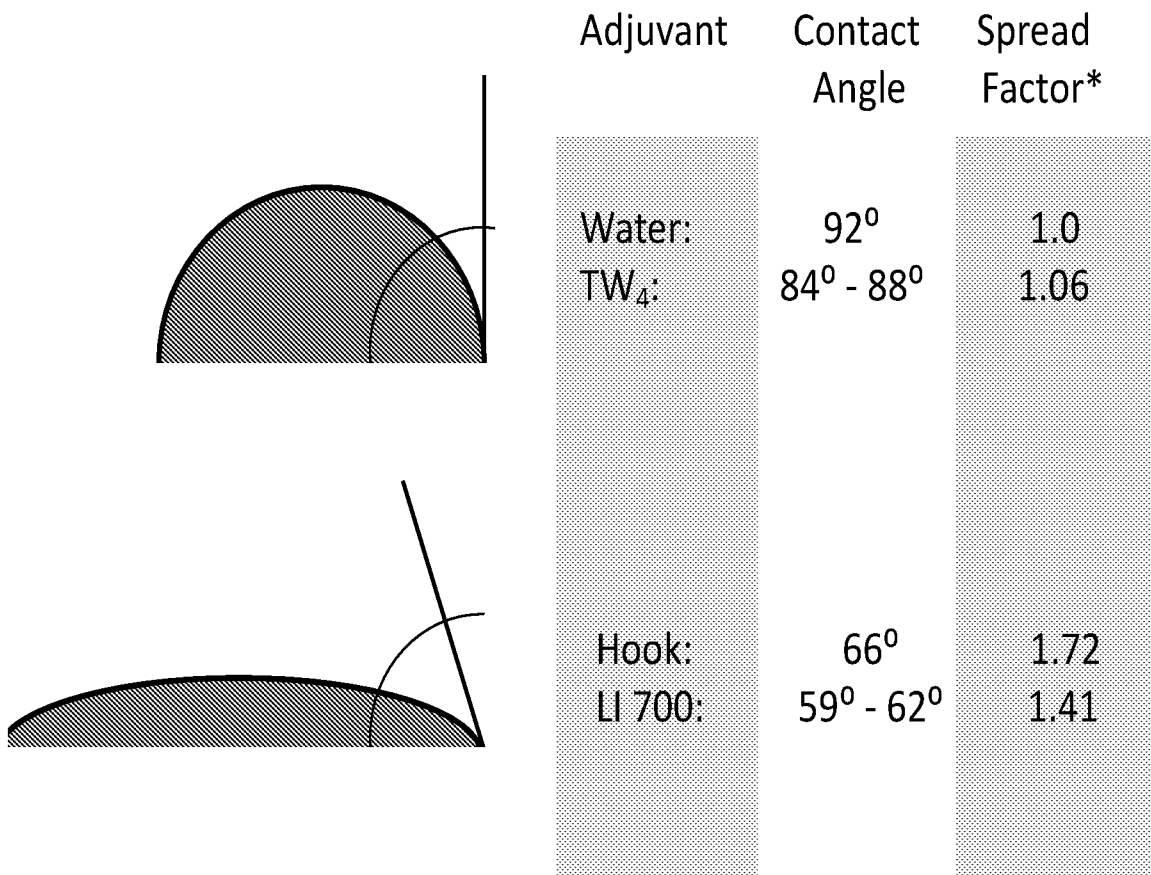 Adjuvant Contact Spread
Angle Factor*
Water: 92⁰ 1.0
TW₄: 84⁰ - 88⁰ 1.06
Hook: 66⁰ 1.72
LI 700: 59⁰ - 62⁰ 1.41